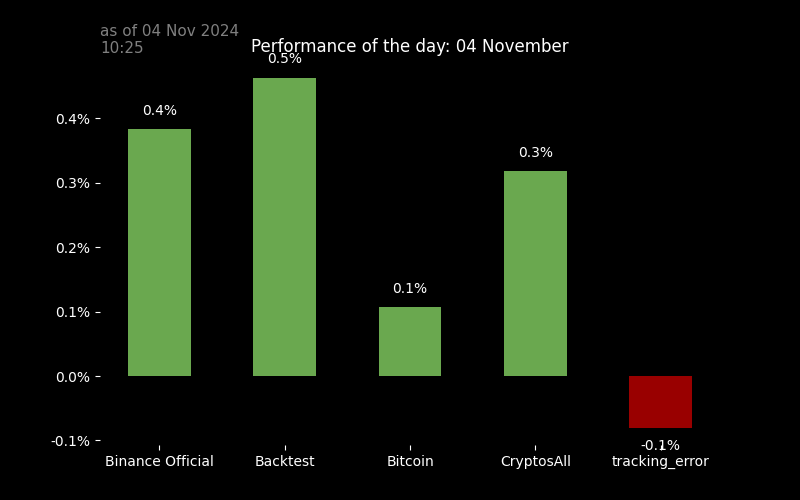 as of 04 Nov 2024
10:25
Performance of the day: 04 November
0.5%
0.4%
0.4%
0.3%
0.3%
0.2%
0.1%
0.1%
0.0%
-0.1%
-0.1%
Binance Official
Backtest
Bitcoin
CryptosAll
tracking_error